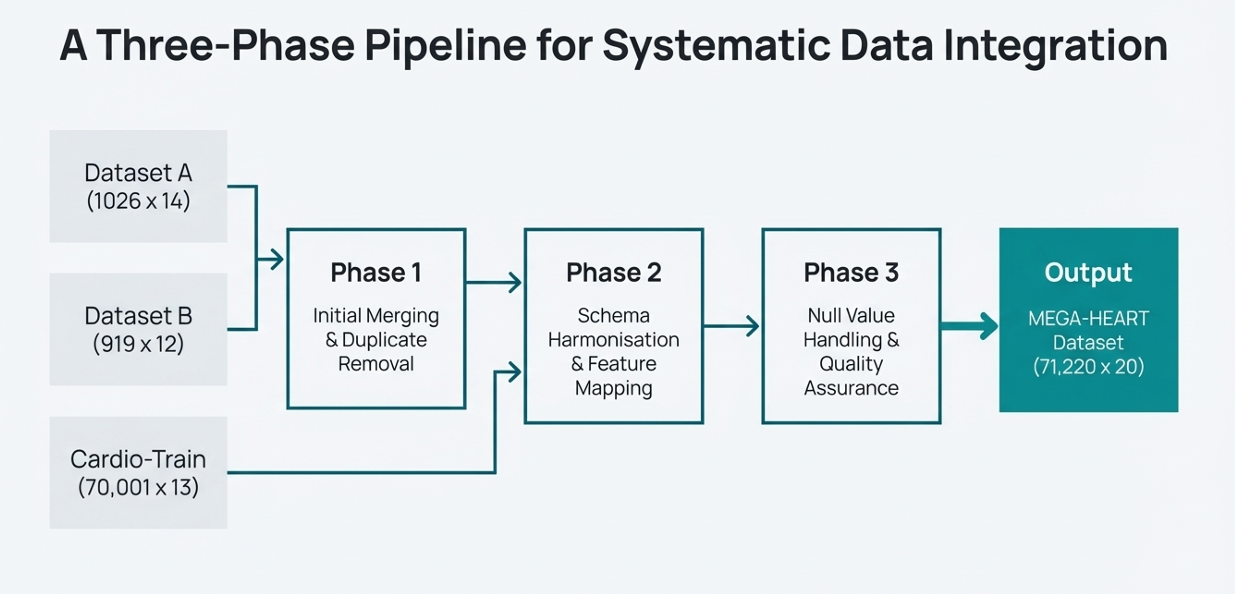 A Three-Phase Pipeline for Systematic Data Integration
Dataset A
(1026 x 14)
Dataset B
(919 x 12)
Cardio-Train
(70,001 x 13)
Phase 1
Initial Merging
& Duplicate
Removal
Phase 2
Schema
Harmonisation
& Feature
Mapping
Phase 3
Null Value
Handling &
Quality
Assurance
Output
MEGA-HEART
Dataset
(71,220 x 20)